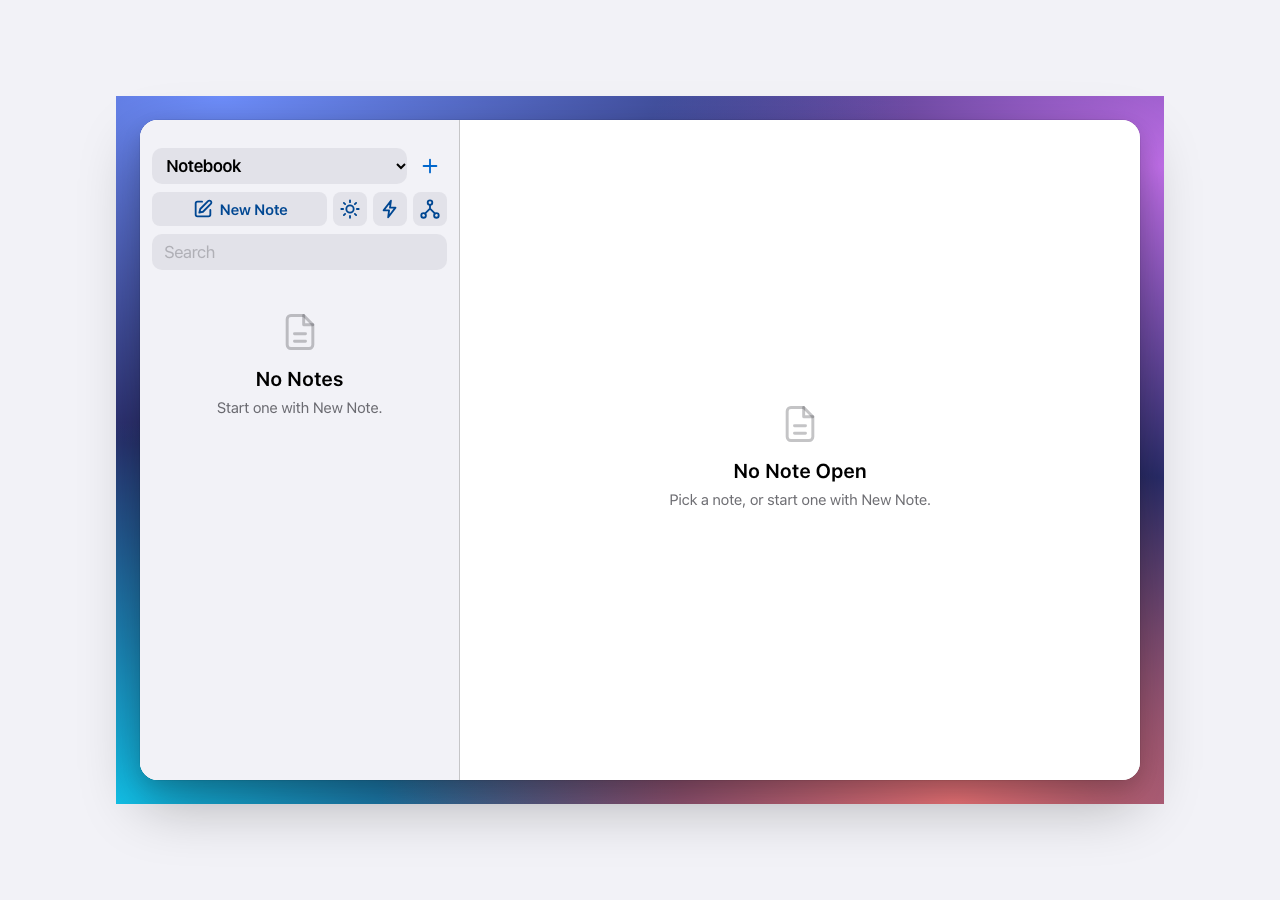 Notebook
New Note
Search
No Notes
Start one with New Note.
No Note Open
Pick a note, or start one with New Note.